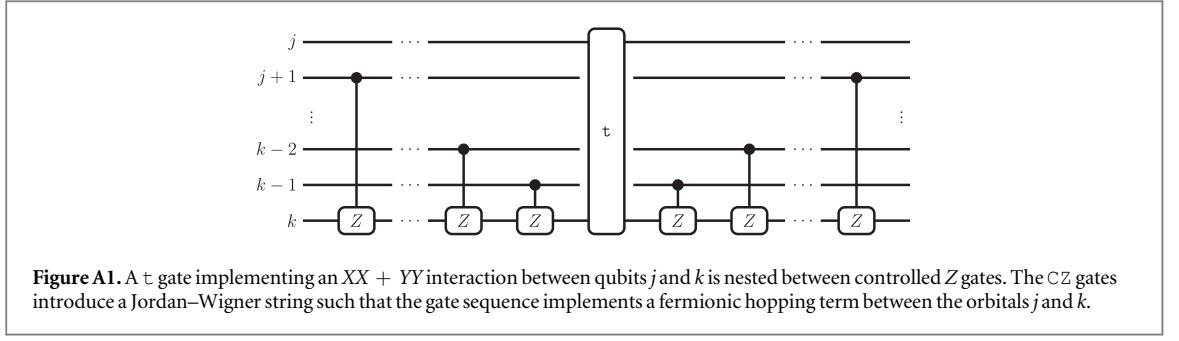 j ··· ···
j + 1 ··· ···
⋮ t ⋮
k − 2 ··· ···
k − 1 ··· ···
k Z ··· Z Z Z Z ··· Z
Figure A1. A t gate implementing an XX + YY interaction between qubits j and k is nested between controlled Z gates. The CZ gates
introduce a Jordan–Wigner string such that the gate sequence implements a fermionic hopping term between the orbitals j and k.